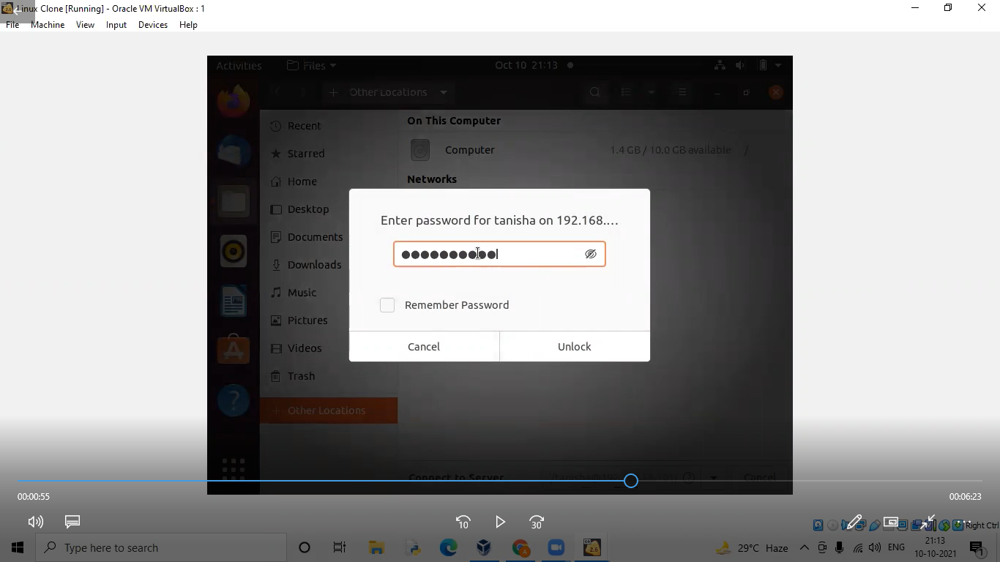 Linux Clone [Running] - Oracle VM VirtualBox : 1
File Machine View Input Devices Help
Activities Files Oct 10 21:13
Other Locations
Recent
Starred
Home
Desktop
Documents
Downloads
Music
Pictures
Videos
Trash
+ Other Locations
On This Computer
Computer 1.4 GB / 10.0 GB available /
Networks
Enter password for tanisha on 192.168.…
Remember Password
Cancel Unlock
Connect to Server Cancel
00:00:55 00:06:23
10 30
Right Ctrl
Type here to search
29°C Haze ENG 21:13
10-10-2021
1